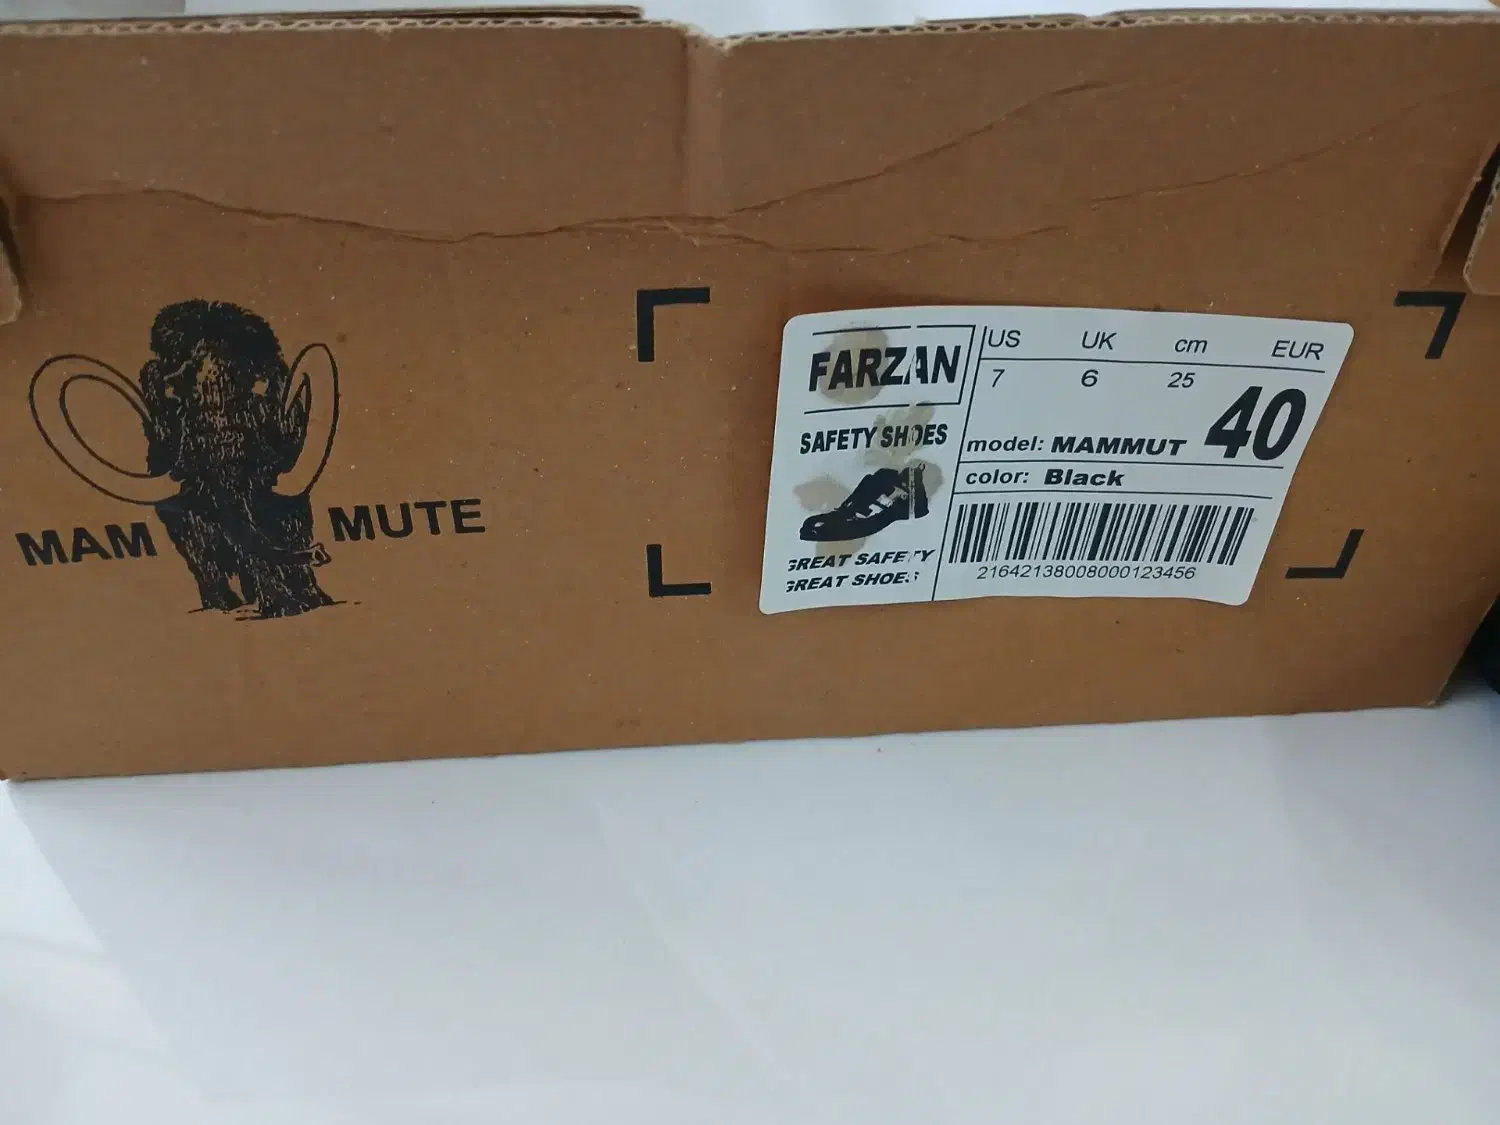 MAM MUTE
FARZAN
SAFETY SHOES
GREAT SAFETY
GREAT SHOES
US UK cm EUR
7 6 25 40
model: MAMMUT
color: Black
21642138008000123456